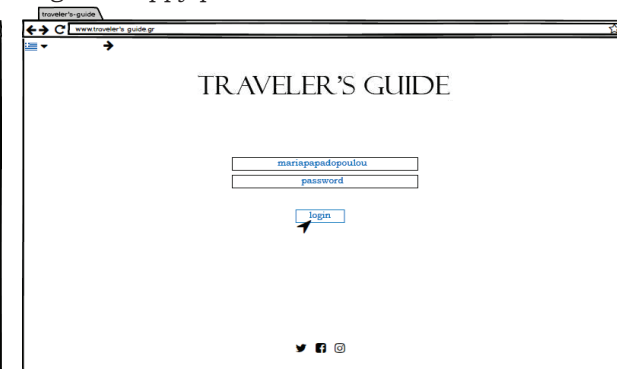 traveler's-guide
www.traveler's guide.gr
TRAVELER'S GUIDE
mariapapadopoulou
password
login